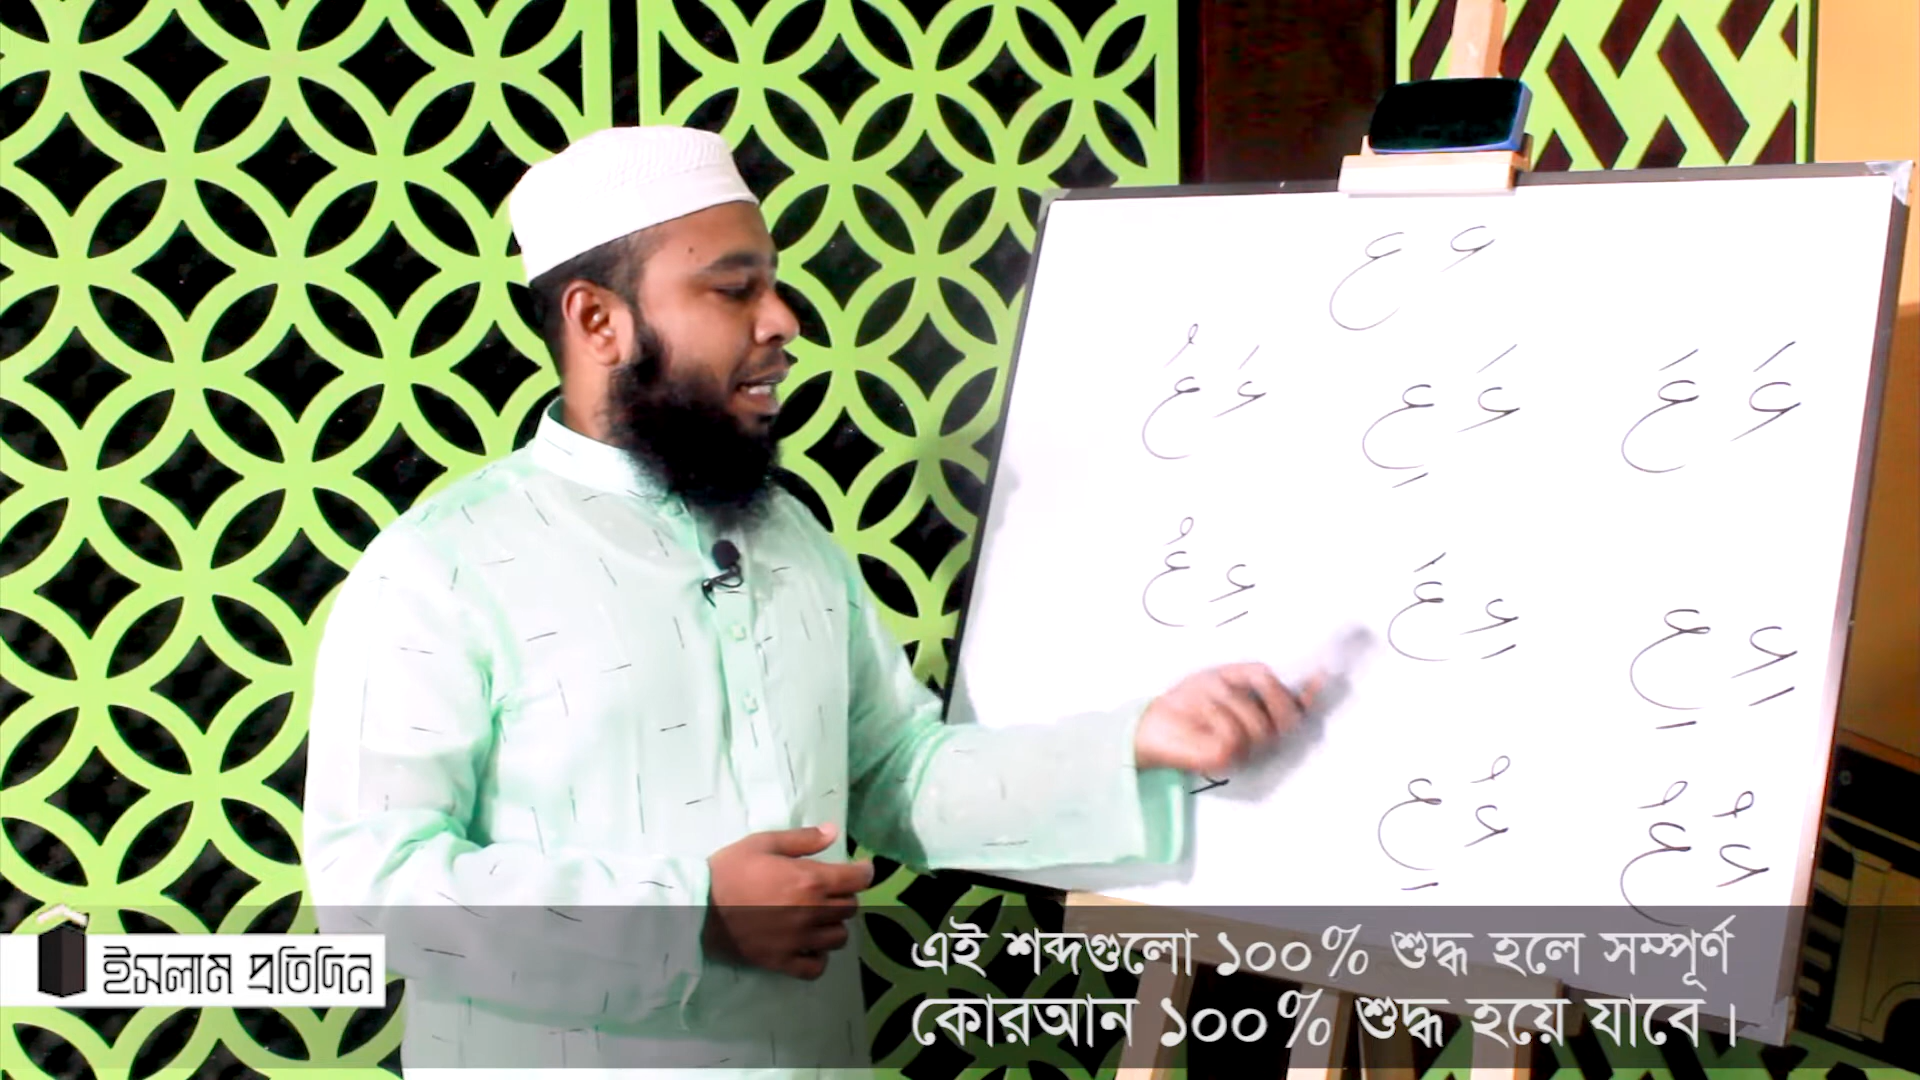 ء ع
ءَ عَ ءَ عِ ءَ عُ
ءِ عِ ءِ عَ ءِ عُ
ءُ عُ ءُ عِ
ইসলাম প্রতিদিন
এই শব্দগুলো ১০০% শুদ্ধ হলে সম্পূর্ণ
কোরআন ১০০% শুদ্ধ হয়ে যাবে।